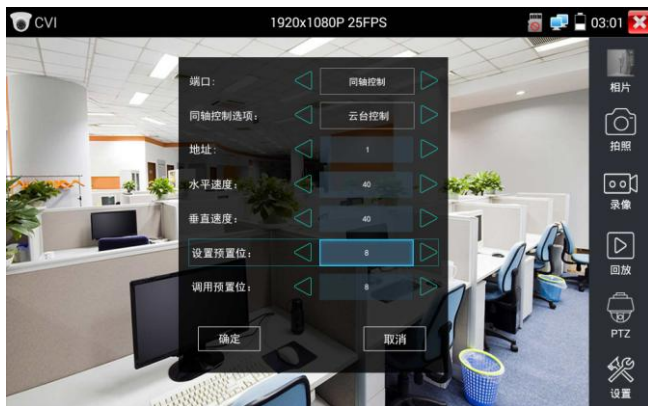 CVI 1920x1080P 25FPS 03:01
端口: 同轴控制
同轴控制选项: 云台控制
地址: 1
水平速度: 40
垂直速度: 40
设置预置位: 8
调用预置位: 8
确定 取消
相片
拍照
录像
回放
PTZ
设置